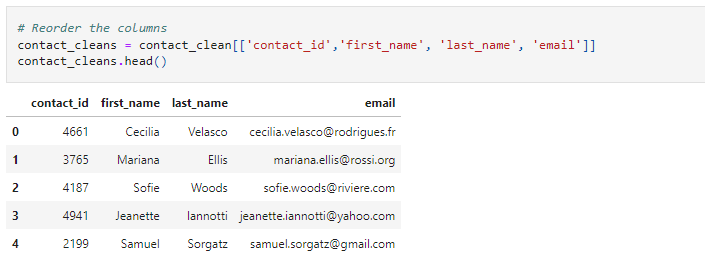 # Reorder the columns
contact_cleans = contact_clean[['contact_id','first_name', 'last_name', 'email']]
contact_cleans.head()
contact_id first_name last_name email
0 4661 Cecilia Velasco cecilia.velasco@rodrigues.fr
1 3765 Mariana Ellis mariana.ellis@rossi.org
2 4187 Sofie Woods sofie.woods@riviere.com
3 4941 Jeanette Iannotti jeanette.iannotti@yahoo.com
4 2199 Samuel Sorgatz samuel.sorgatz@gmail.com